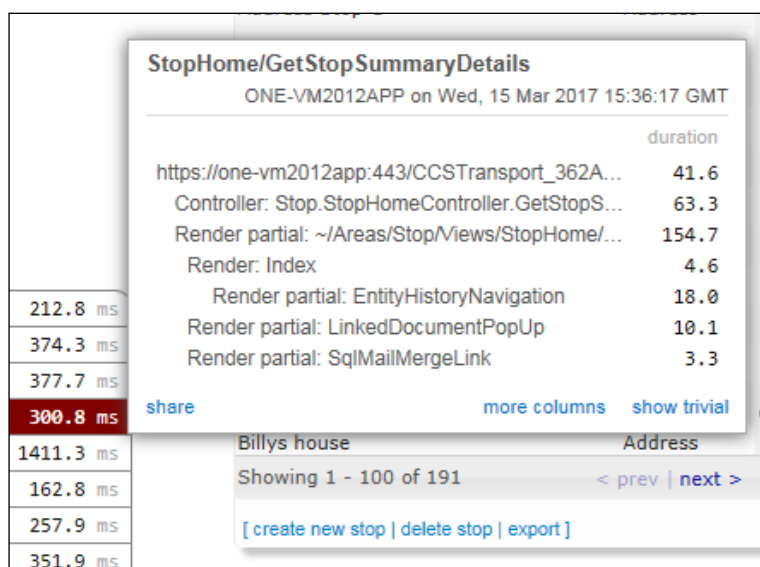 StopHome/GetStopSummaryDetails
ONE-VM2012APP on Wed, 15 Mar 2017 15:36:17 GMT
duration
https://one-vm2012app:443/CCSTransport_362A... 41.6
Controller: Stop.StopHomeController.GetStopS... 63.3
Render partial: ~/Areas/Stop/Views/StopHome/... 154.7
Render: Index 4.6
Render partial: EntityHistoryNavigation 18.0
Render partial: LinkedDocumentPopUp 10.1
Render partial: SqlMailMergeLink 3.3
share more columns show trivial
212.8 ms
374.3 ms
377.7 ms
300.8 ms
1411.3 ms
162.8 ms
257.9 ms
351.9 ms
Billys house Address
Showing 1 - 100 of 191 < prev | next >
[ create new stop | delete stop | export ]